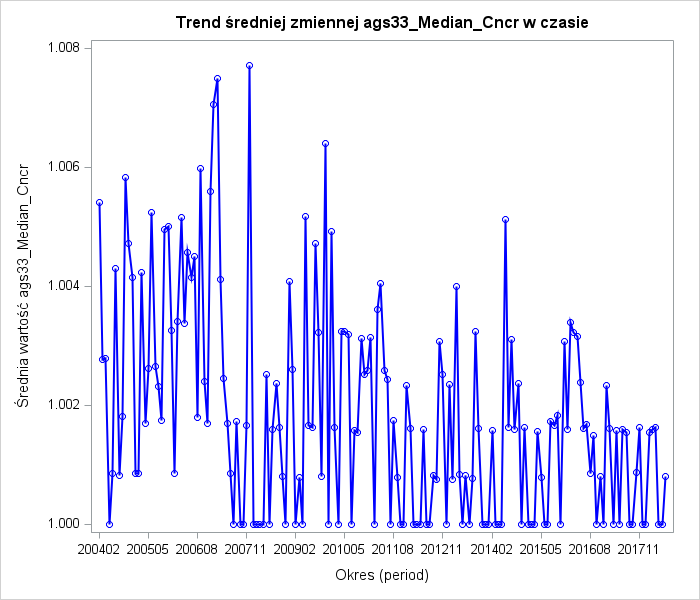 Trend średniej zmiennej ags33_Median_Cncr w czasie
Średnia wartość ags33_Median_Cncr
1.008
1.006
1.004
1.002
1.000
200402 200505 200608 200711 200902 201005 201108 201211 201402 201505 201608 201711
Okres (period)